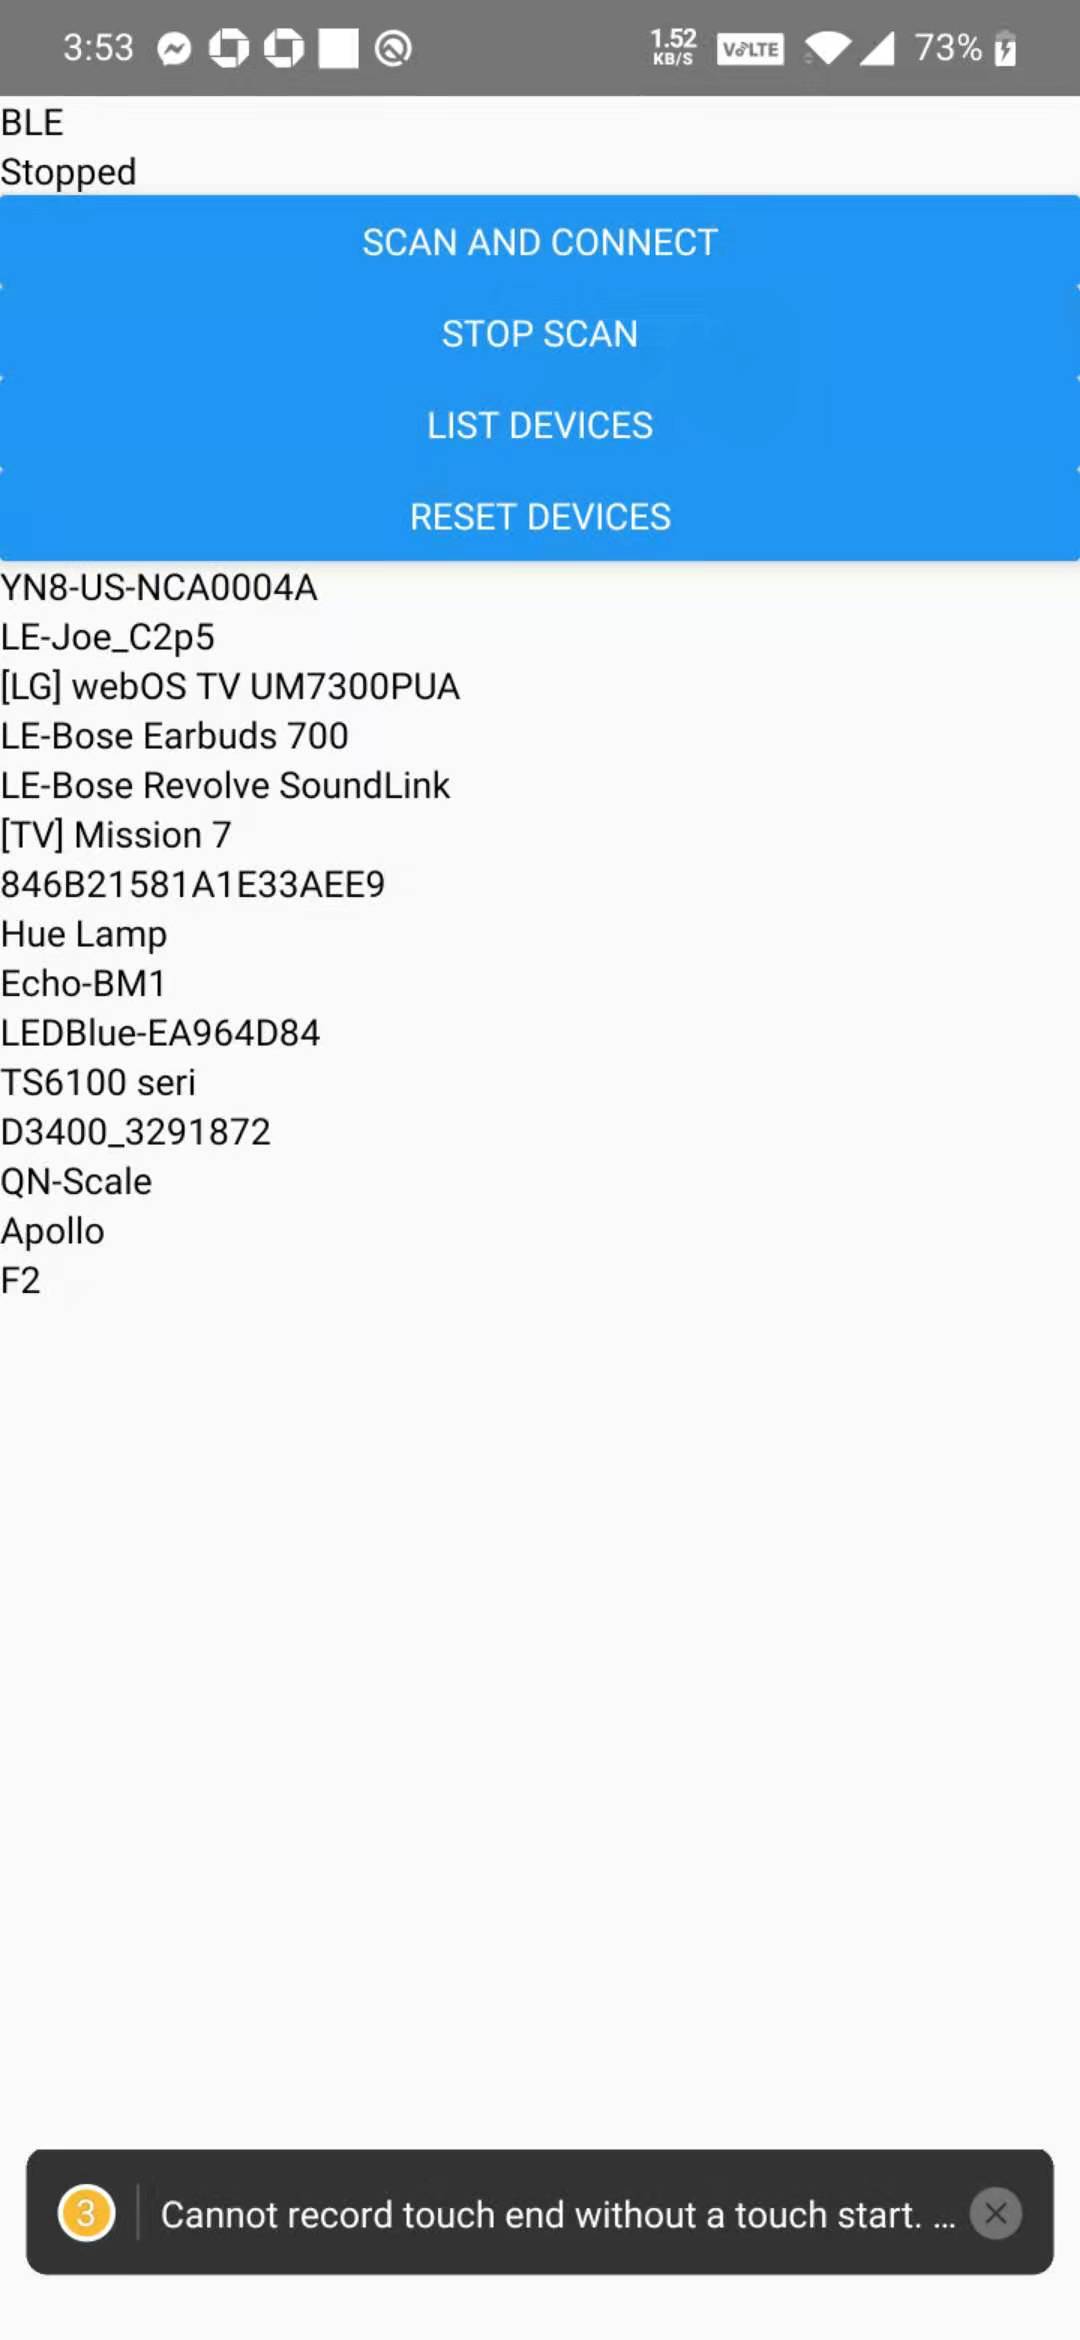 3:53 1.52 KB/S VoLTE 73%
BLE
Stopped
SCAN AND CONNECT
STOP SCAN
LIST DEVICES
RESET DEVICES
YN8-US-NCA0004A
LE-Joe_C2p5
[LG] webOS TV UM7300PUA
LE-Bose Earbuds 700
LE-Bose Revolve SoundLink
[TV] Mission 7
846B21581A1E33AEE9
Hue Lamp
Echo-BM1
LEDBlue-EA964D84
TS6100 seri
D3400_3291872
QN-Scale
Apollo
F2
3 Cannot record touch end without a touch start. ...